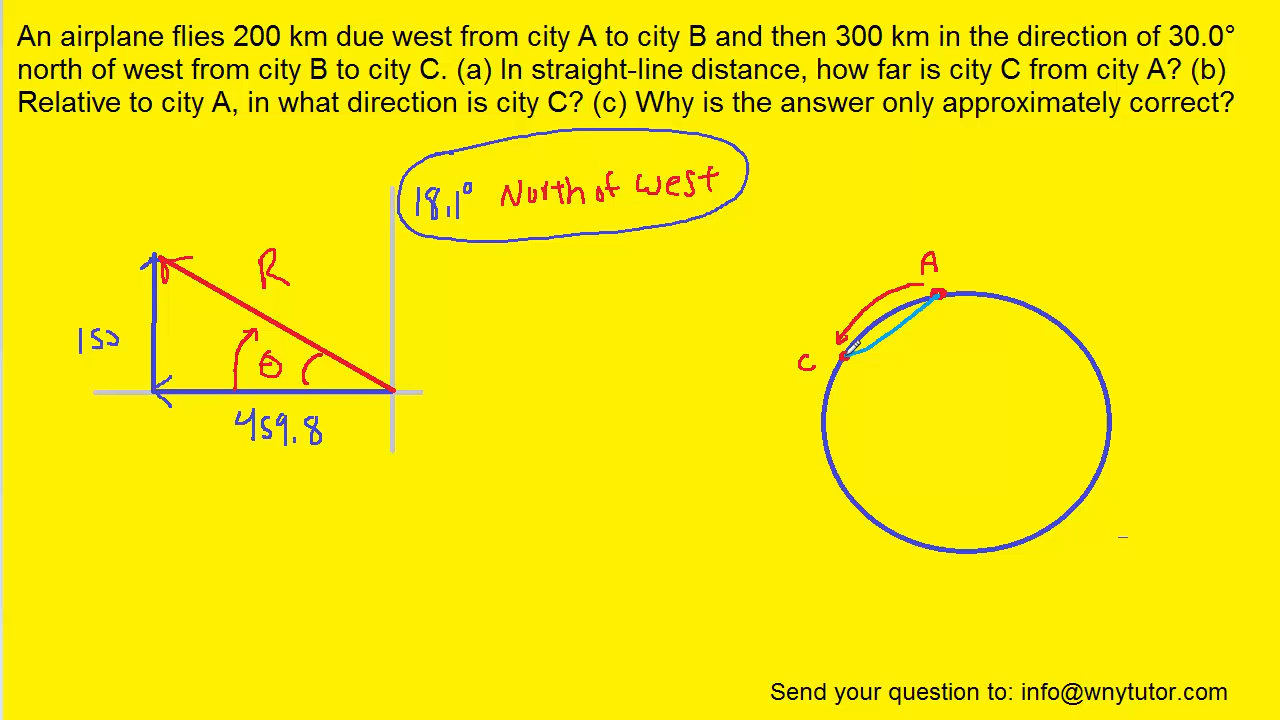 An airplane flies 200 km due west from city A to city B and then 300 km in the direction of 30.0°
north of west from city B to city C. (a) In straight-line distance, how far is city C from city A? (b)
Relative to city A, in what direction is city C? (c) Why is the answer only approximately correct?
18.1° North of west
R
A
150
θ
C
459.8
Send your question to: info@wnytutor.com